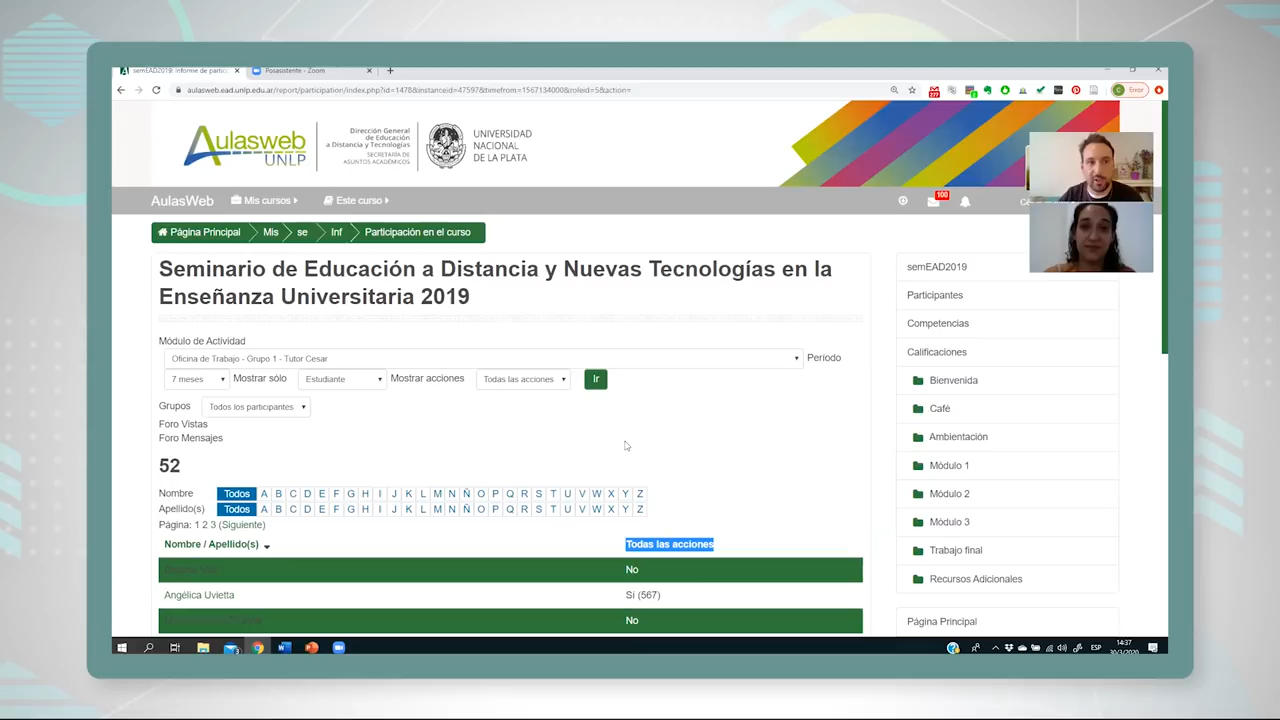 semEAD2019: Informe de partic
Posasistente - Zoom
aulasweb.ead.unlp.edu.ar/report/participation/index.php?id=1478&instanceid=47597&timefrom=1567134000&roleid=5&action=
Error
Aulasweb
UNLP
Dirección General
de Educación
a Distancia y Tecnologías
SECRETARÍA DE
ASUNTOS ACADÉMICOS
UNIVERSIDAD
NACIONAL
DE LA PLATA
AulasWeb
Mis cursos
Este curso
100
Página Principal
Mis
se
Inf
Participación en el curso
Seminario de Educación a Distancia y Nuevas Tecnologías en la
Enseñanza Universitaria 2019
Módulo de Actividad
Oficina de Trabajo - Grupo 1 - Tutor Cesar
Período
7 meses
Mostrar sólo
Estudiante
Mostrar acciones
Todas las acciones
Ir
Grupos
Todos los participantes
Foro Vistas
Foro Mensajes
52
Nombre Todos A B C D E F G H I J K L M N Ñ O P Q R S T U V W X Y Z
Apellido(s) Todos A B C D E F G H I J K L M N Ñ O P Q R S T U V W X Y Z
Página: 1 2 3 (Siguiente)
Nombre / Apellido(s)
Todas las acciones
No
Angélica Uvietta
Sí (567)
No
semEAD2019
Participantes
Competencias
Calificaciones
Bienvenida
Café
Ambientación
Módulo 1
Módulo 2
Módulo 3
Trabajo final
Recursos Adicionales
Página Principal
ESP
14:37
30/3/2020